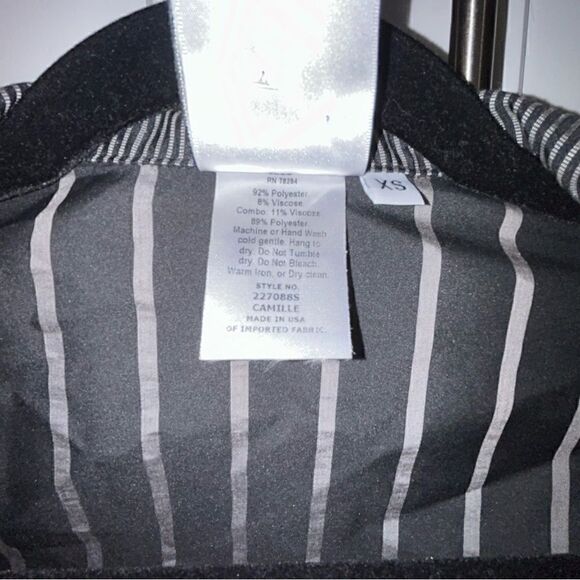 RN 78284
92% Polyester.
8% Viscose.
Combo: 11% Viscoze
89% Polyester.
Machine or Hand Wash
cold gentle. Hang to
dry. Do Not Tumble
dry. Do Not Bleach.
Warm Iron, or Dry clean.
STYLE NO.
227088S
CAMILLE
MADE IN USA
OF IMPORTED FABRIC.
XS